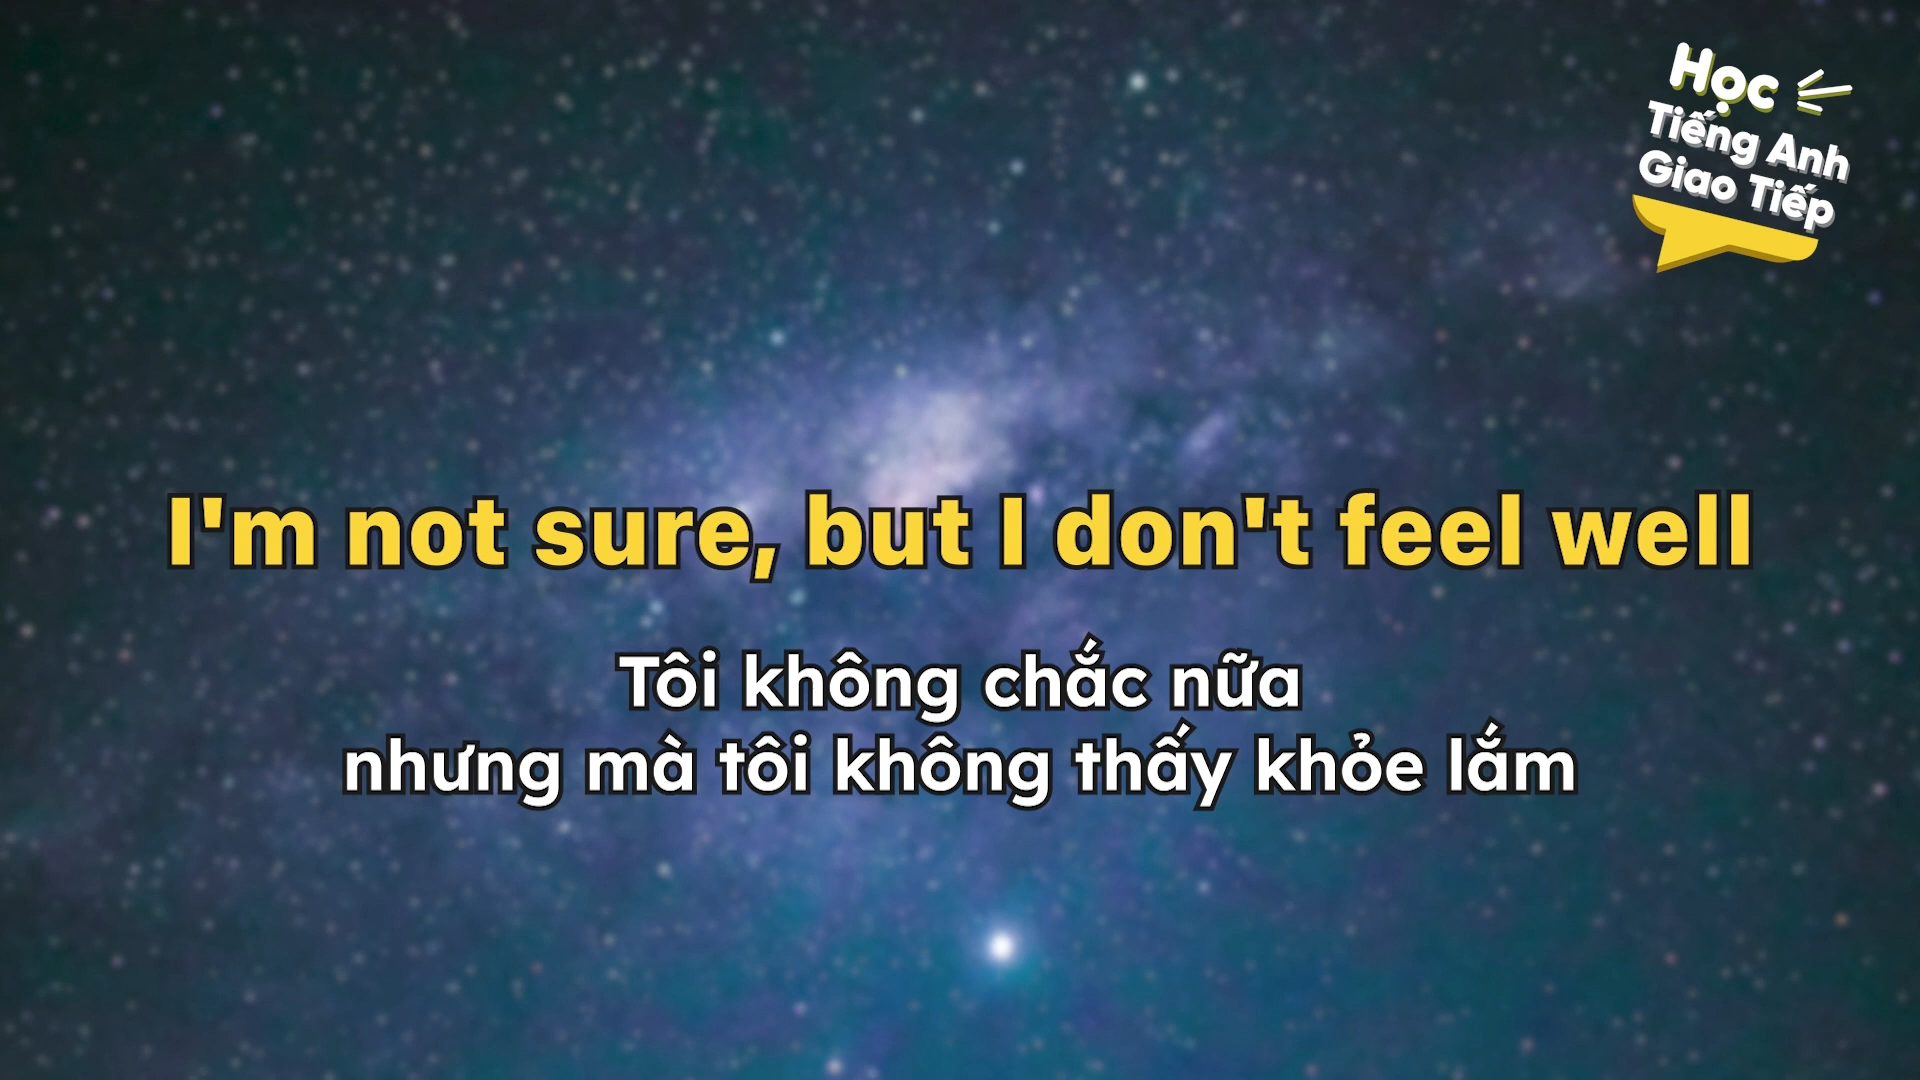 Học
Tiếng Anh
Giao Tiếp
I'm not sure, but I don't feel well
Tôi không chắc nữa
nhưng mà tôi không thấy khỏe lắm